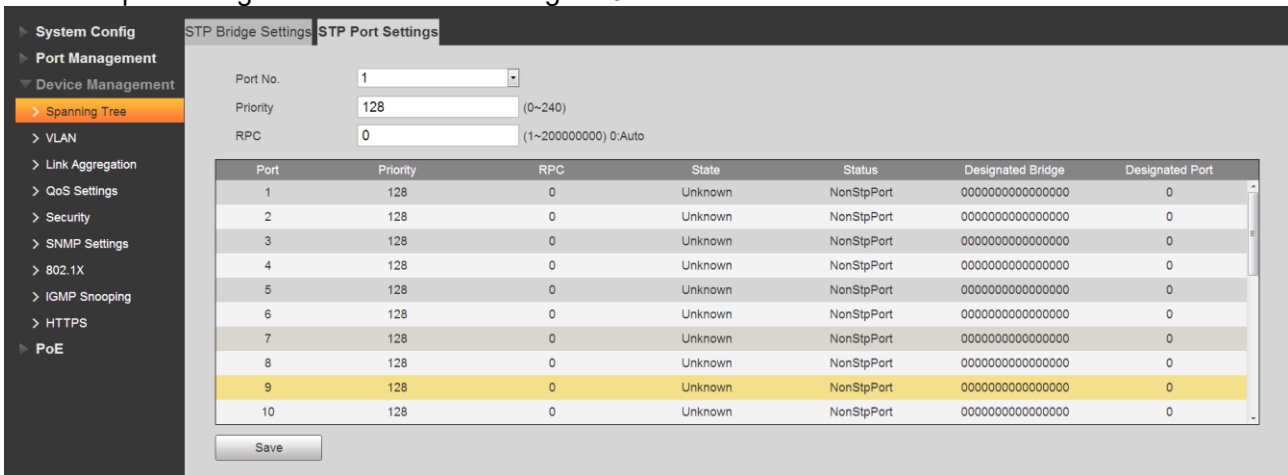 System Config
Port Management
Device Management
Spanning Tree
VLAN
Link Aggregation
QoS Settings
Security
SNMP Settings
802.1X
IGMP Snooping
HTTPS
PoE
STP Bridge Settings STP Port Settings
Port No. 1
Priority 128 (0~240)
RPC 0 (1~200000000) 0:Auto
Port Priority RPC State Status Designated Bridge Designated Port
1 128 0 Unknown NonStpPort 0000000000000000 0
2 128 0 Unknown NonStpPort 0000000000000000 0
3 128 0 Unknown NonStpPort 0000000000000000 0
4 128 0 Unknown NonStpPort 0000000000000000 0
5 128 0 Unknown NonStpPort 0000000000000000 0
6 128 0 Unknown NonStpPort 0000000000000000 0
7 128 0 Unknown NonStpPort 0000000000000000 0
8 128 0 Unknown NonStpPort 0000000000000000 0
9 128 0 Unknown NonStpPort 0000000000000000 0
10 128 0 Unknown NonStpPort 0000000000000000 0
Save